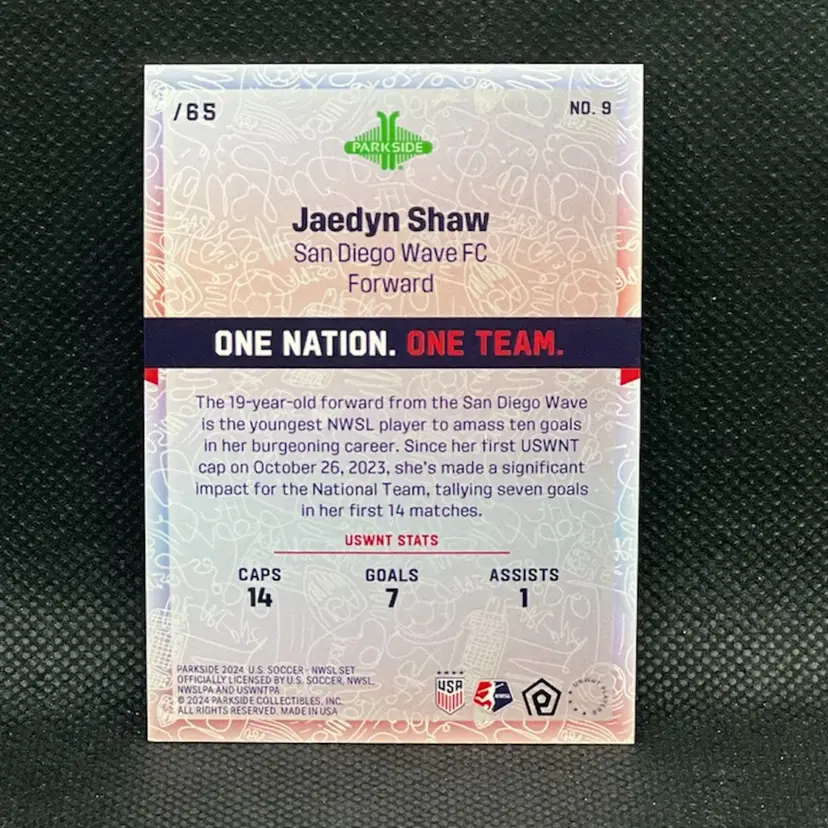 /65
NO. 9
PARKSIDE
Jaedyn Shaw
San Diego Wave FC
Forward
ONE NATION. ONE TEAM.
The 19-year-old forward from the San Diego Wave
is the youngest NWSL player to amass ten goals
in her burgeoning career. Since her first USWNT
cap on October 26, 2023, she's made a significant
impact for the National Team, tallying seven goals
in her first 14 matches.
USWNT STATS
CAPS GOALS ASSISTS
14 7 1
PARKSIDE 2024 U.S. SOCCER - NWSL SET
OFFICIALLY LICENSED BY U.S. SOCCER, NWSL,
NWSLPA AND USWNTPA
© 2024 PARKSIDE COLLECTIBLES, INC.
ALL RIGHTS RESERVED. MADE IN USA
USA
NWSL
USWNT PLAYERS